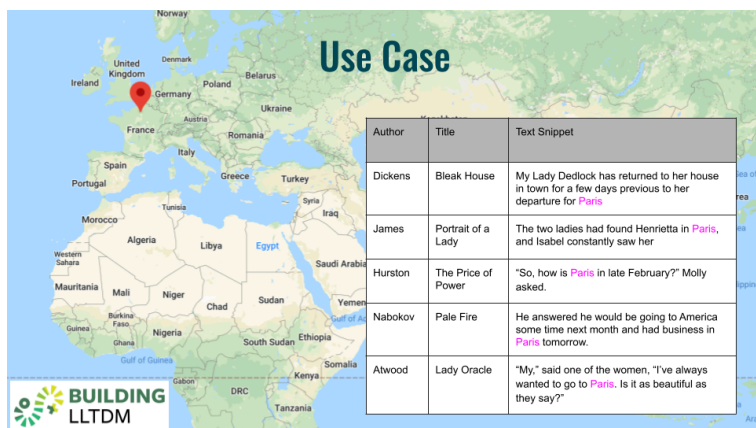 Use Case
Norway
United
Kingdom
Denmark
Ireland
Poland
Belarus
Germany
Ukraine
France
Austria
Romania
Italy
Spain
Portugal
Greece
Turkey
Tunisia
Syria
Iraq
Morocco
Algeria
Libya
Egypt
Western
Sahara
Saudi Arabia
Mauritania
Mali
Niger
Chad
Sudan
Yemen
Burkina
Faso
Guinea
Ghana
Nigeria
South Sudan
Ethiopia
Gulf of Guinea
Somalia
Gabon
Kenya
DRC
Tanzania
Author Title Text Snippet
Dickens Bleak House My Lady Dedlock has returned to her house
in town for a few days previous to her
departure for Paris
James Portrait of a The two ladies had found Henrietta in Paris,
Lady and Isabel constantly saw her
Hurston The Price of “So, how is Paris in late February?” Molly
Power asked.
Nabokov Pale Fire He answered he would be going to America
some time next month and had business in
Paris tomorrow.
Atwood Lady Oracle “My,” said one of the women, “I’ve always
wanted to go to Paris. Is it as beautiful as
they say?”
BUILDING
LLTDM